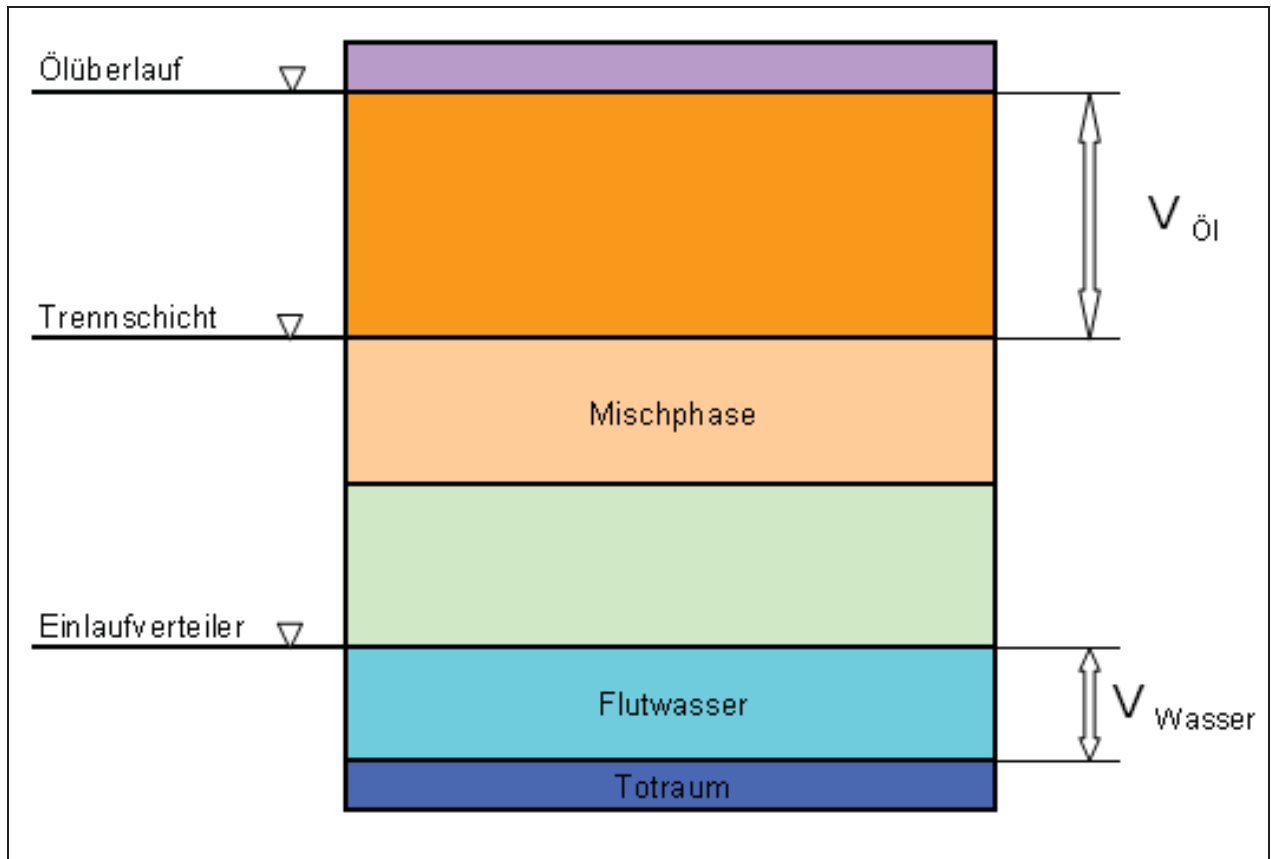 Ölüberlauf
V Öl
Trennschicht
Mischphase
Einlaufverteiler
Flutwasser
V Wasser
Totraum